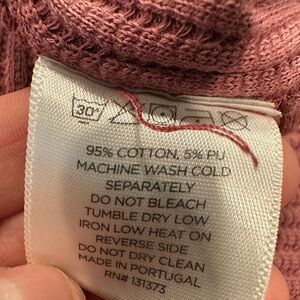 30°
95% COTTON, 5% PU
MACHINE WASH COLD
SEPARATELY
DO NOT BLEACH
TUMBLE DRY LOW
IRON LOW HEAT ON
REVERSE SIDE
DO NOT DRY CLEAN
MADE IN PORTUGAL
RN# 131373